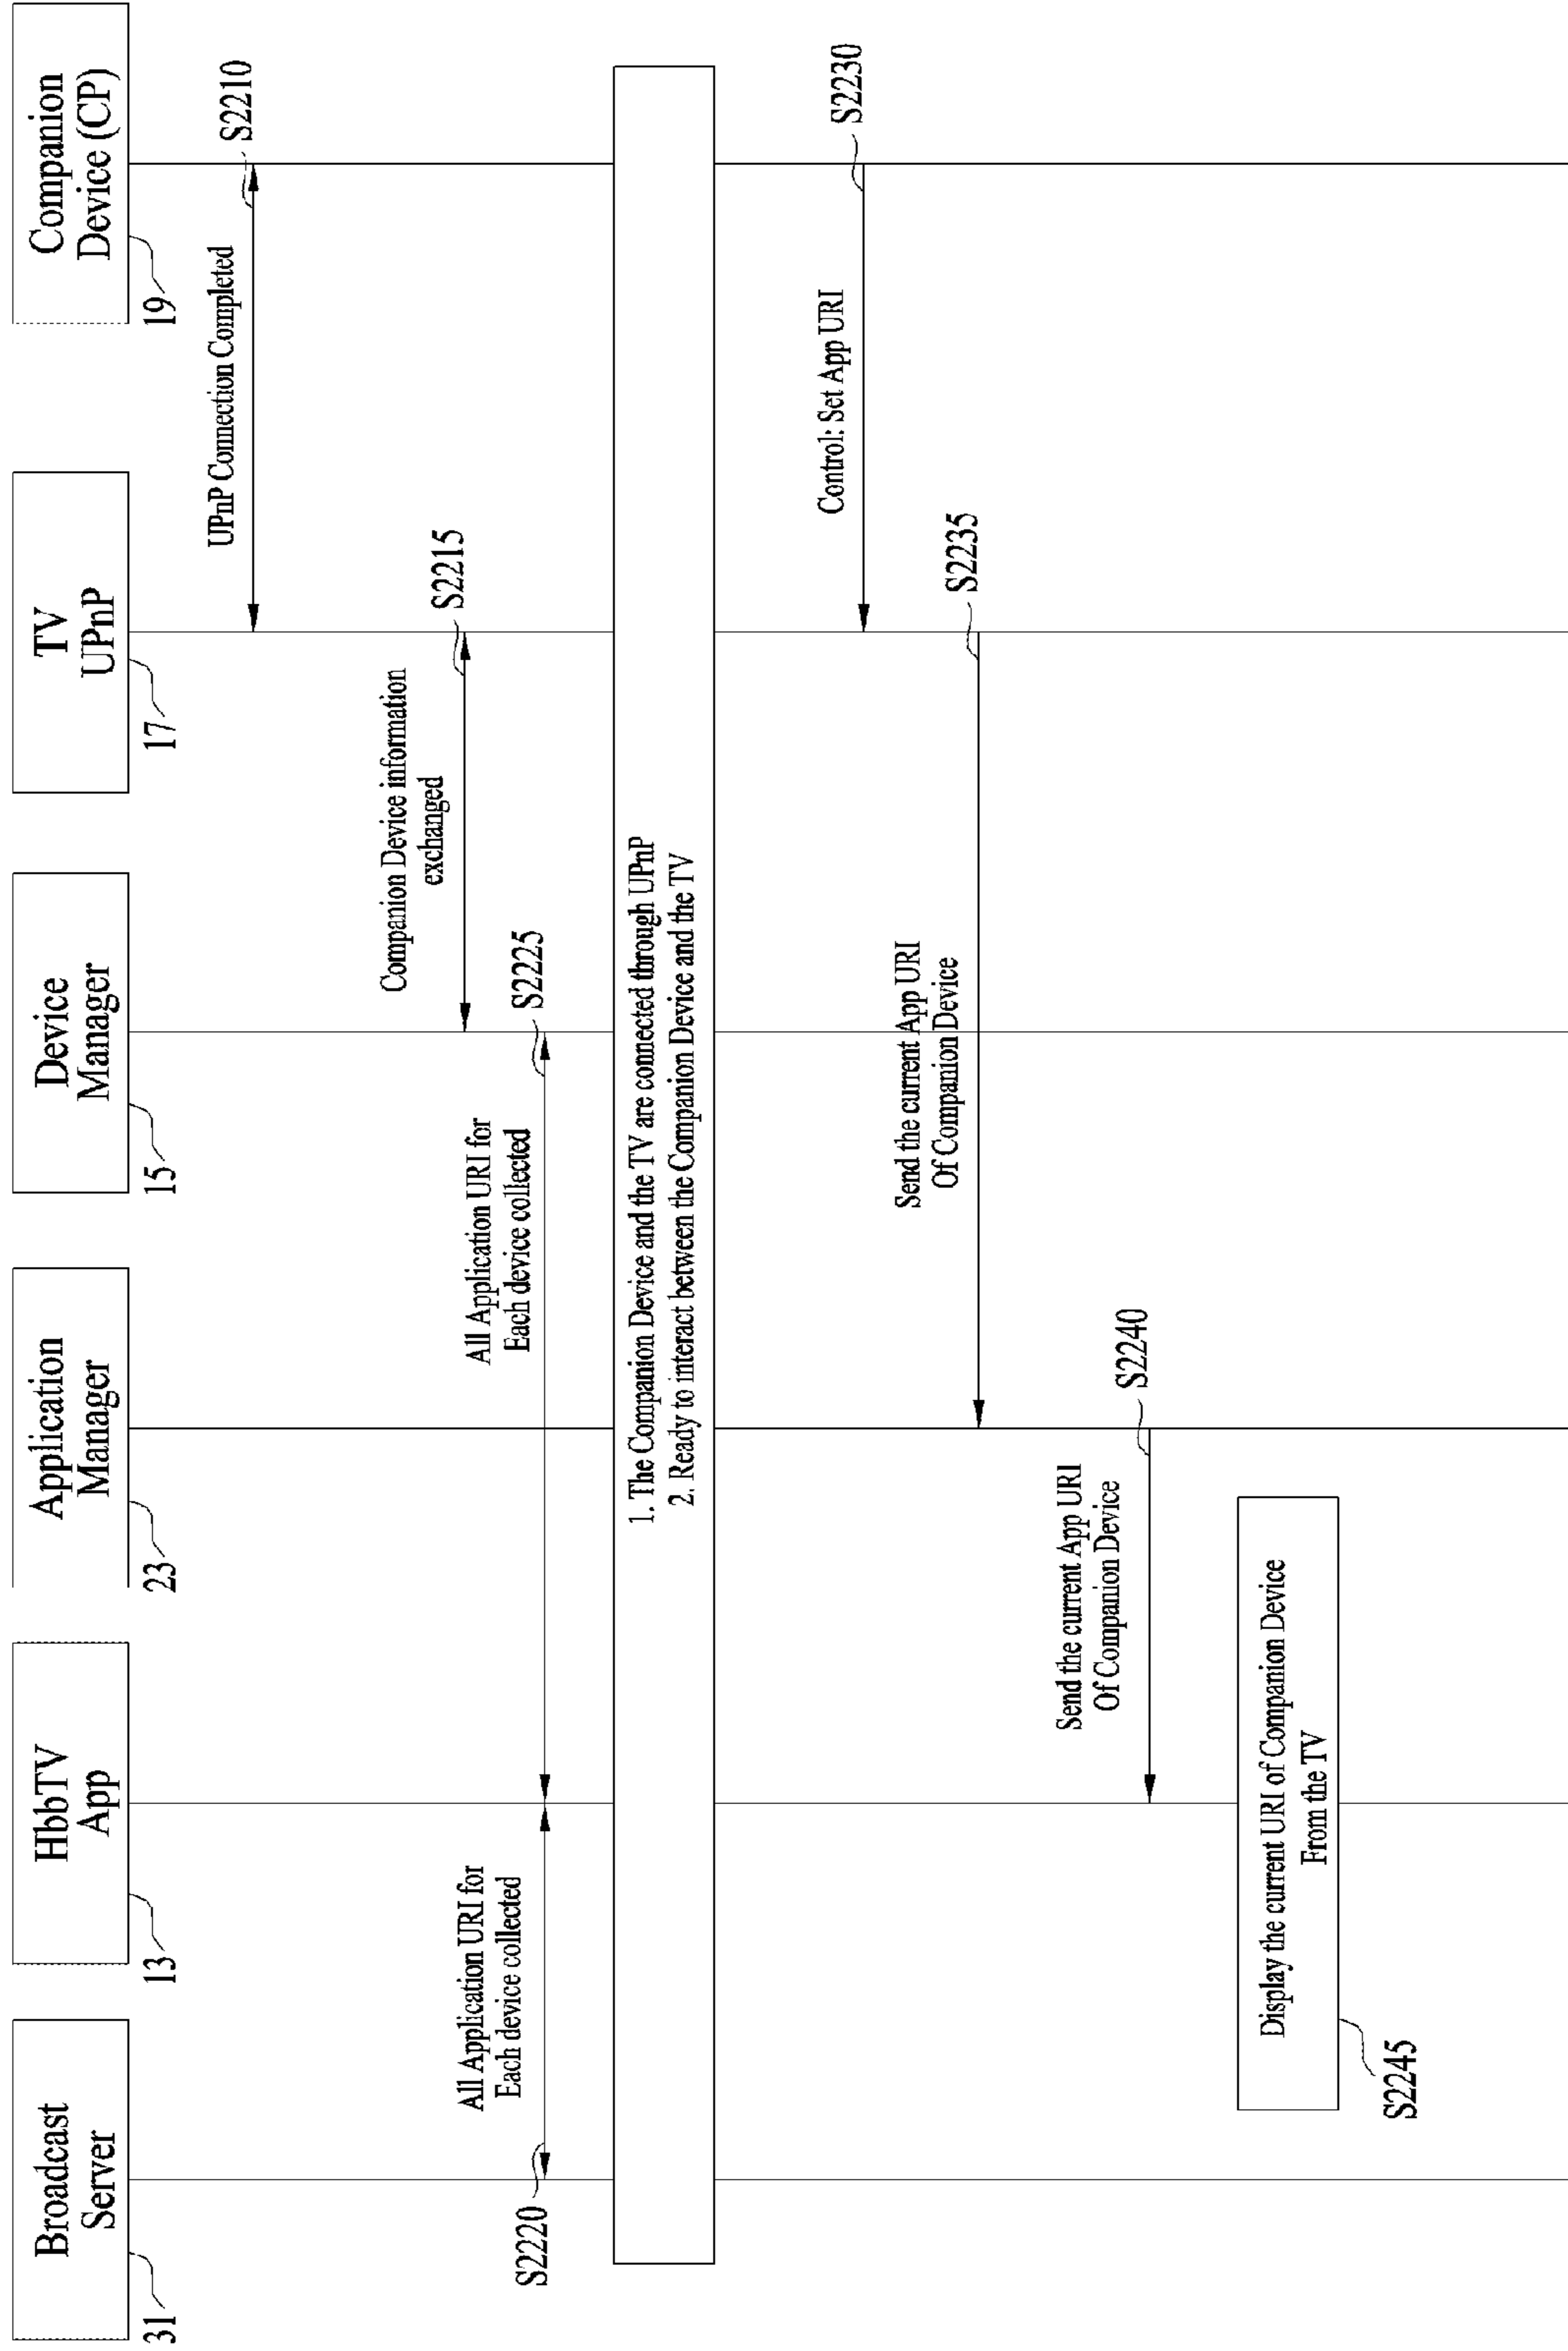 Broadcast
Server
31
HbbTV
App
13
Application
Manager
23
Device
Manager
15
TV
UPnP
17
Companion
Device (CP)
19
UPnP Connection Completed
S2210
Companion Device information
exchanged
S2215
S2220
All Application URI for
Each device collected
All Application URI for
Each device collected
S2225
1. The Companion Device and the TV are connected through UPnP
2. Ready to interact between the Companion Device and the TV
Control: Set App URI
S2230
Send the current App URI
Of Companion Device
S2235
Send the current App URI
Of Companion Device
S2240
Display the current URI of Companion Device
From the TV
S2245